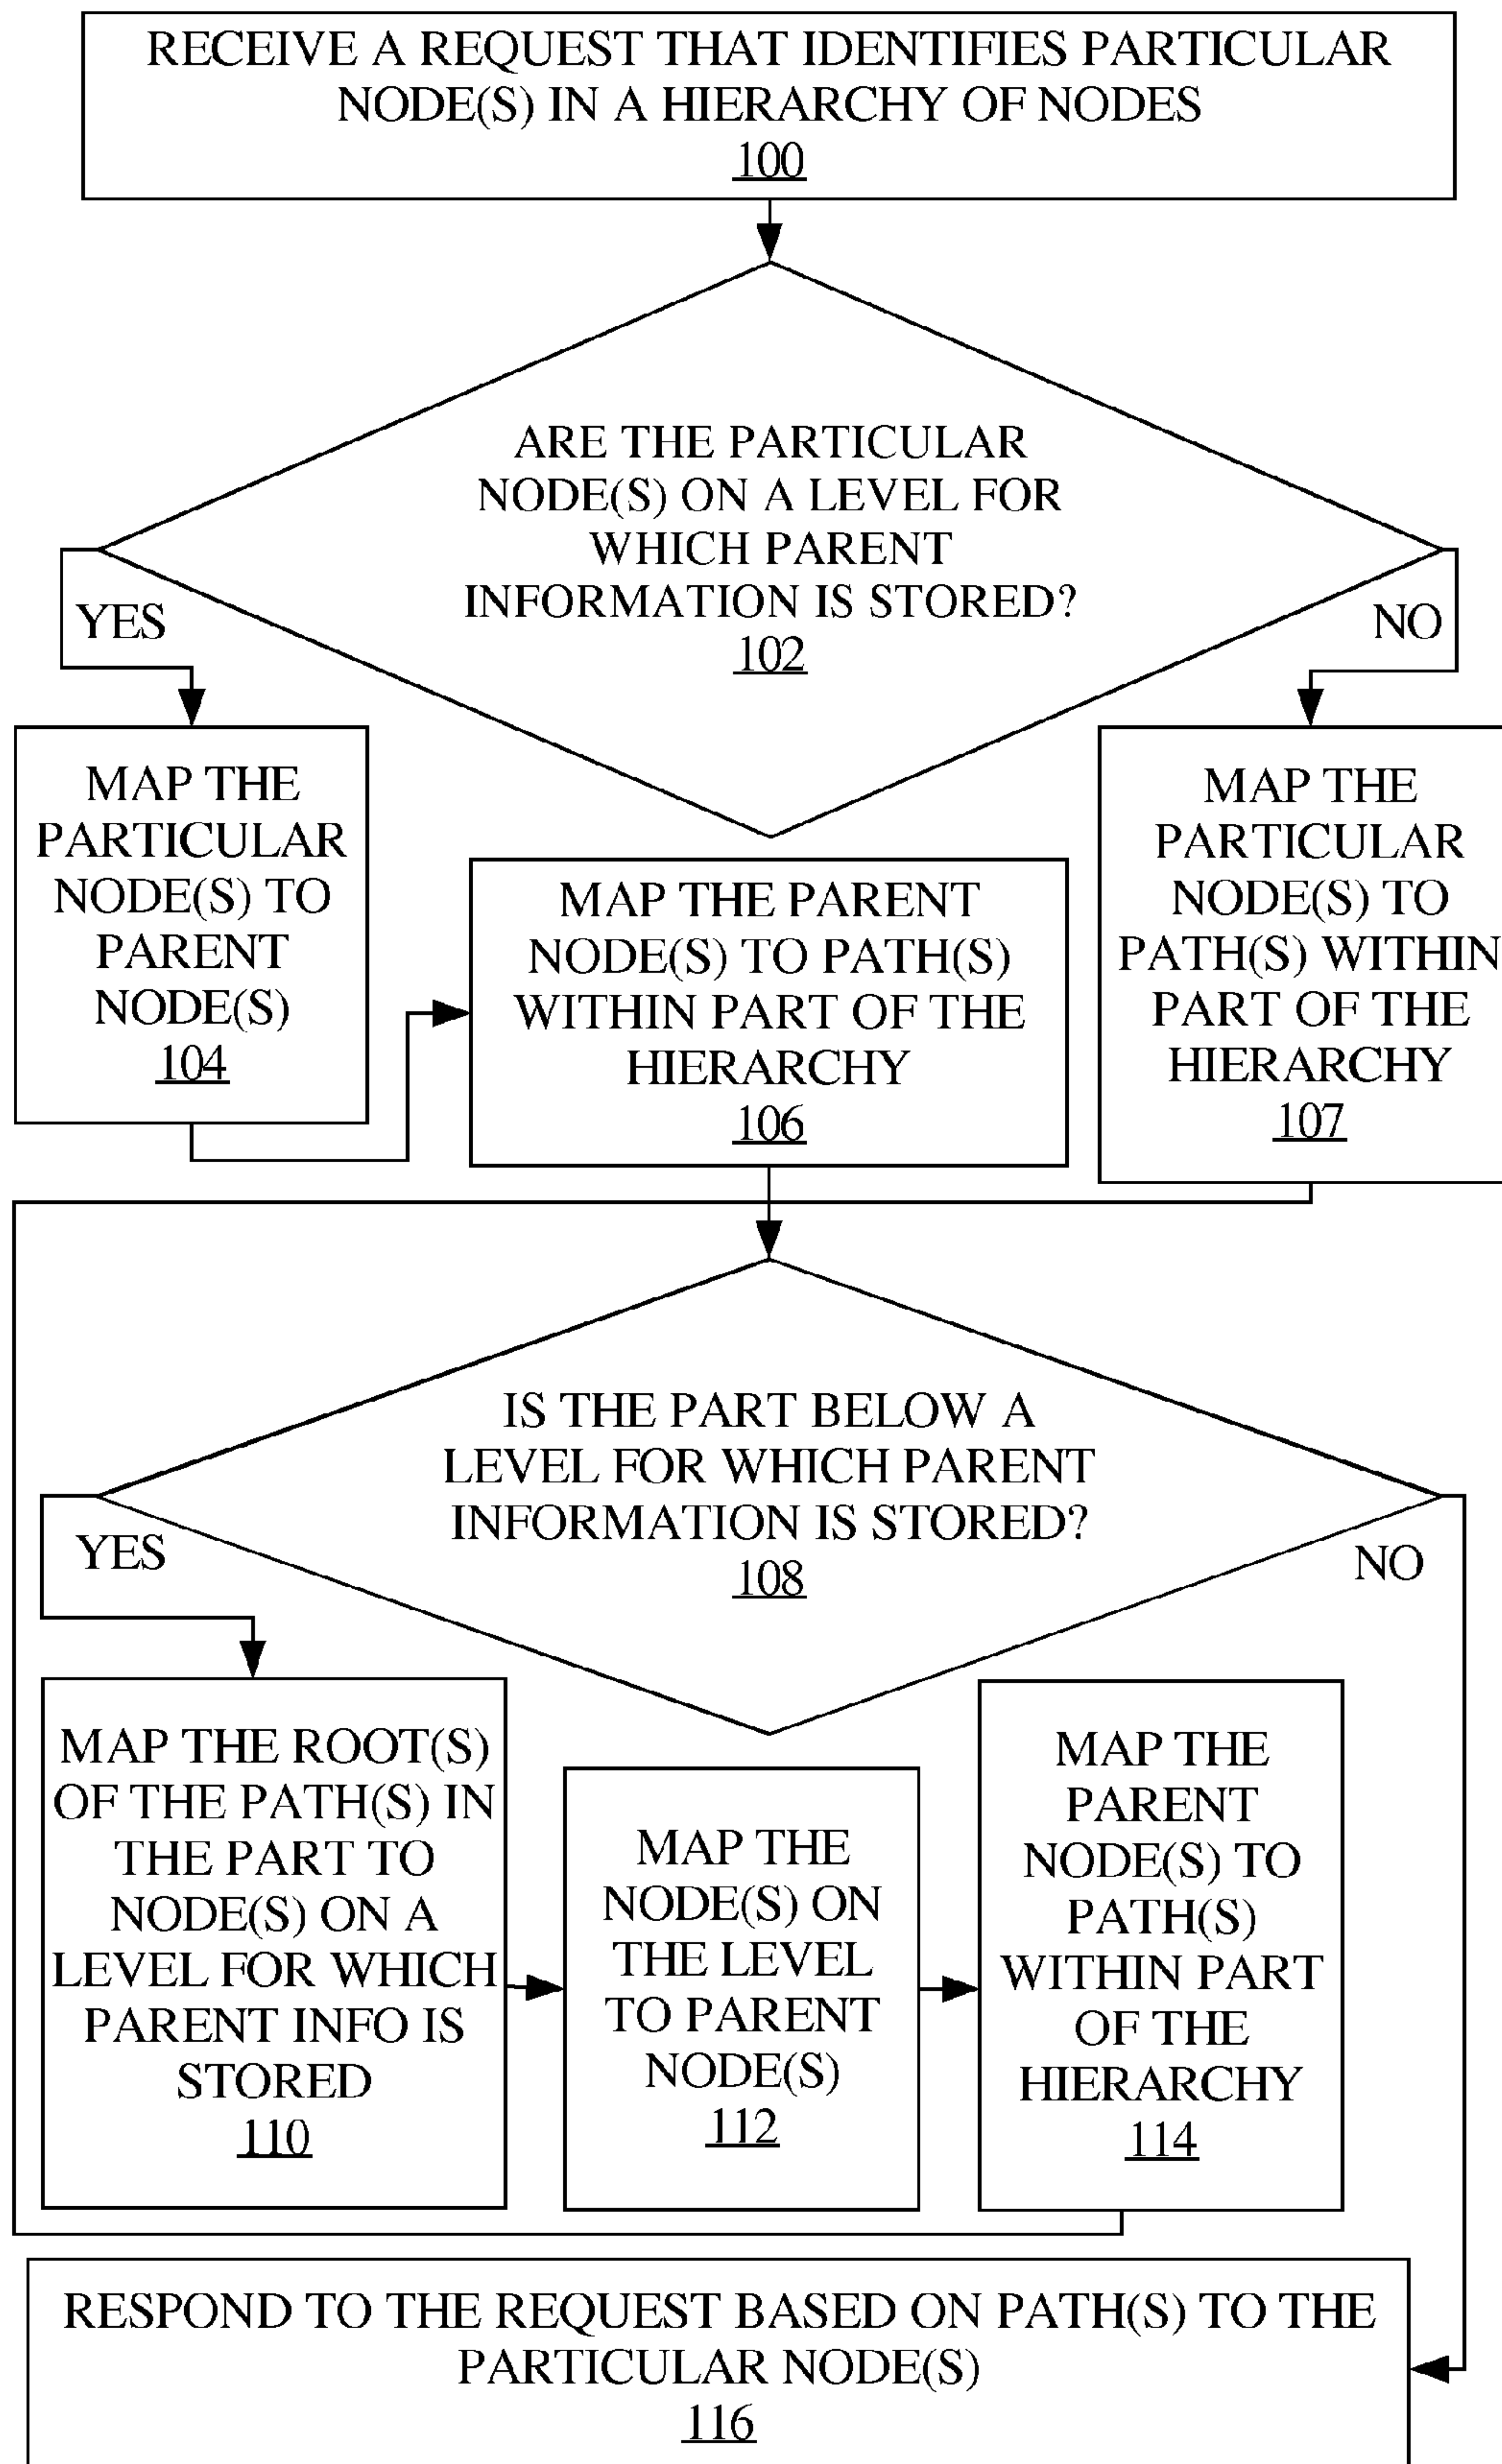 RECEIVE A REQUEST THAT IDENTIFIES PARTICULAR
NODE(S) IN A HIERARCHY OF NODES
100
ARE THE PARTICULAR
NODE(S) ON A LEVEL FOR
WHICH PARENT
INFORMATION IS STORED?
102
YES
NO
MAP THE
PARTICULAR
NODE(S) TO
PARENT
NODE(S)
104
MAP THE PARENT
NODE(S) TO PATH(S)
WITHIN PART OF THE
HIERARCHY
106
MAP THE
PARTICULAR
NODE(S) TO
PATH(S) WITHIN
PART OF THE
HIERARCHY
107
IS THE PART BELOW A
LEVEL FOR WHICH PARENT
INFORMATION IS STORED?
108
YES
NO
MAP THE ROOT(S)
OF THE PATH(S) IN
THE PART TO
NODE(S) ON A
LEVEL FOR WHICH
PARENT INFO IS
STORED
110
MAP THE
NODE(S) ON
THE LEVEL
TO PARENT
NODE(S)
112
MAP THE
PARENT
NODE(S) TO
PATH(S)
WITHIN PART
OF THE
HIERARCHY
114
RESPOND TO THE REQUEST BASED ON PATH(S) TO THE
PARTICULAR NODE(S)
116